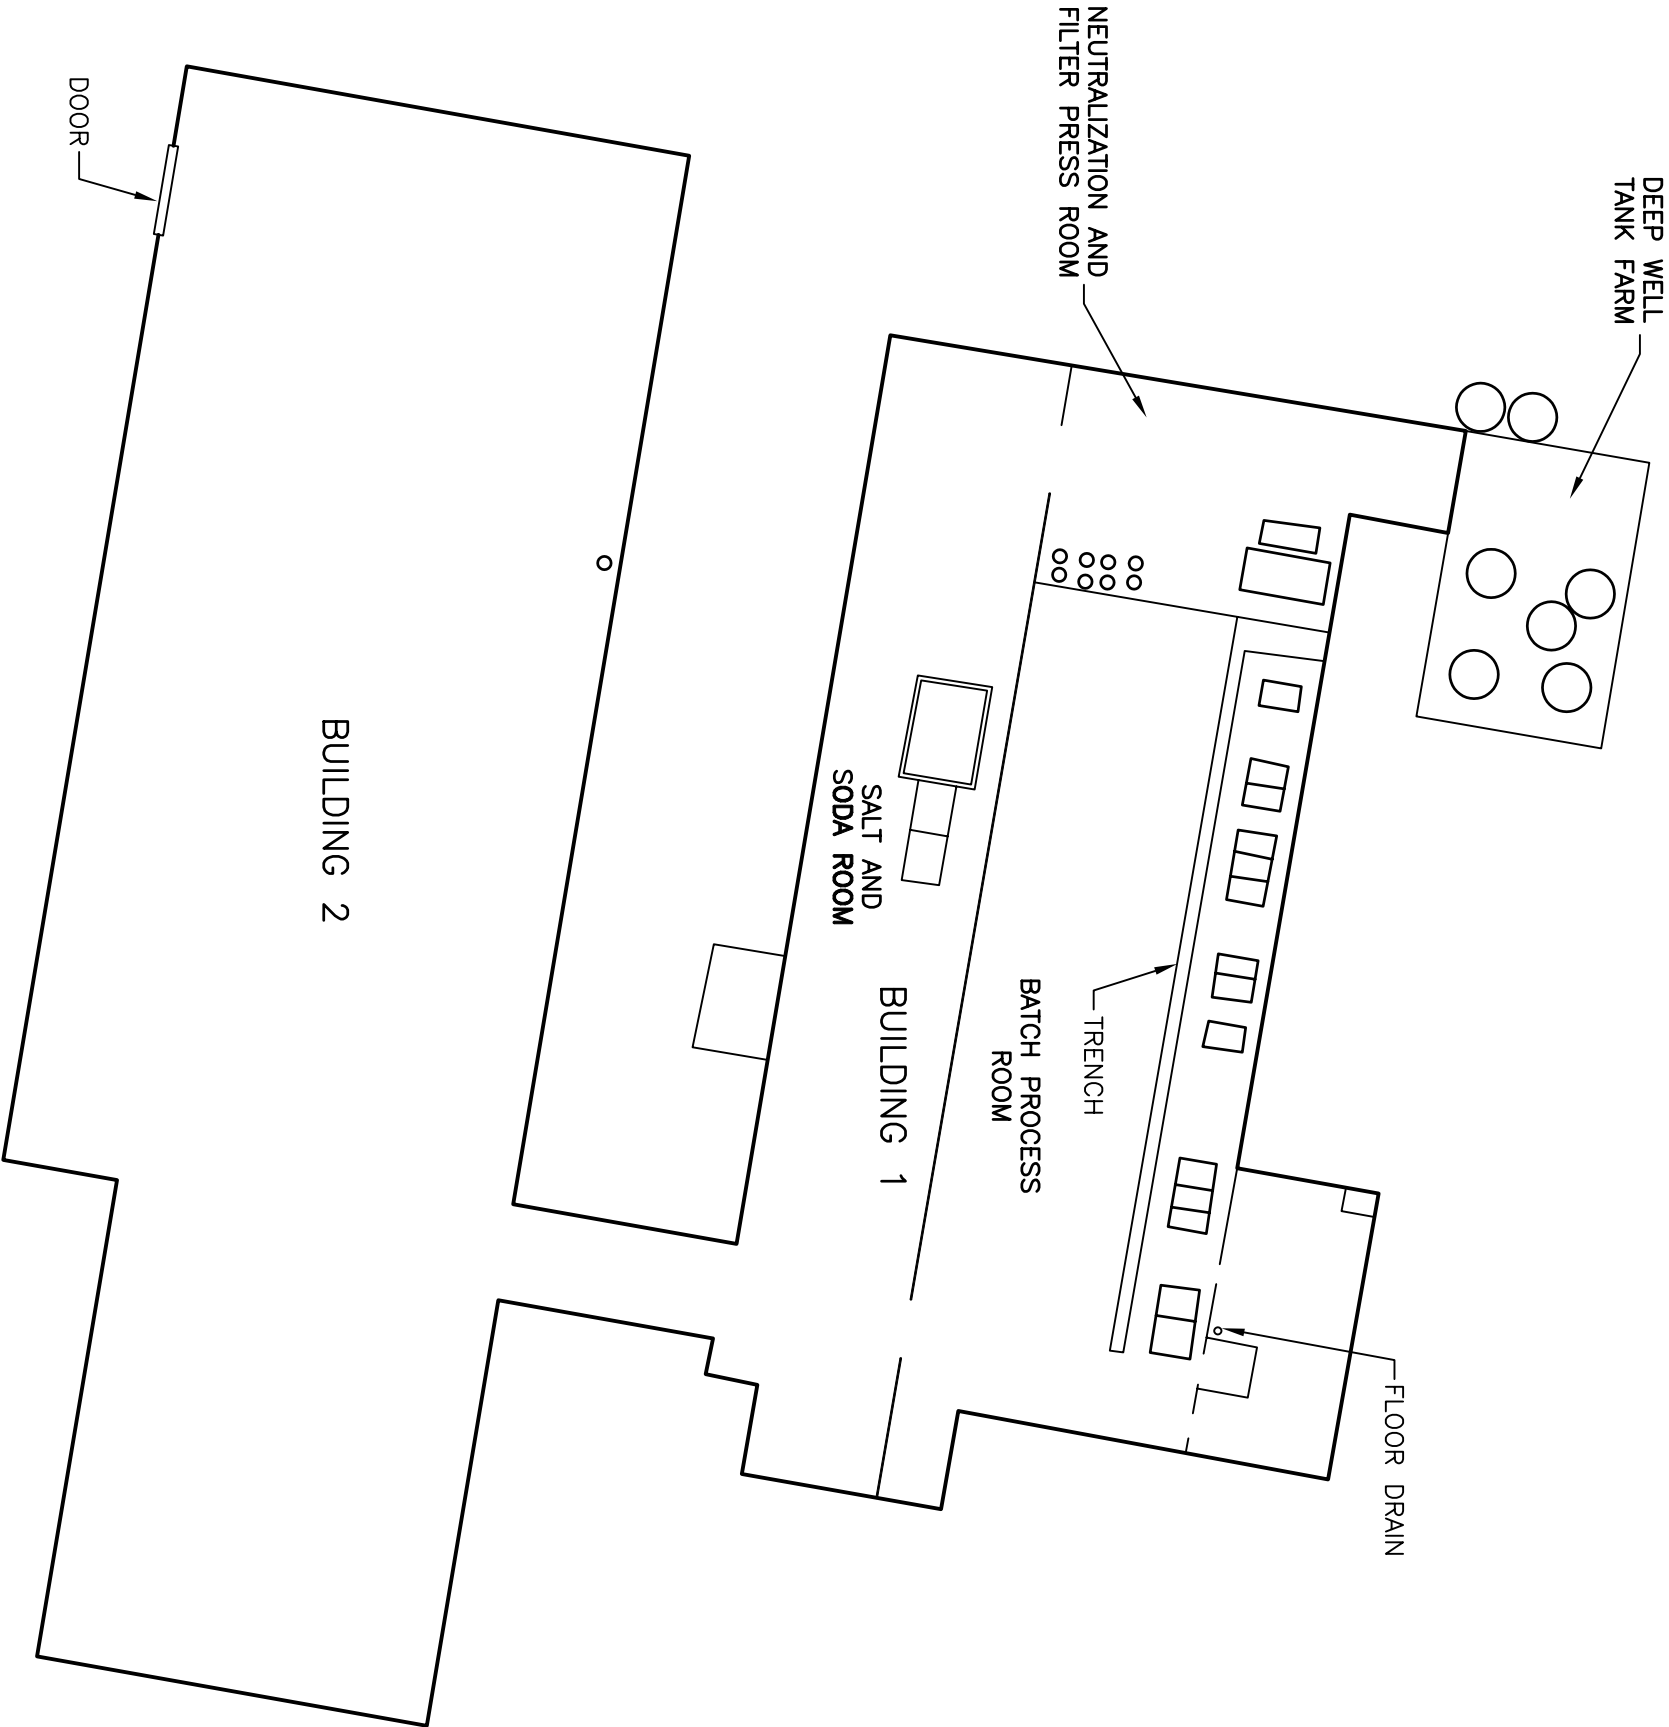 DEEP WELL
TANK FARM
NEUTRALIZATION AND
FILTER PRESS ROOM
FLOOR DRAIN
TRENCH
BATCH PROCESS
ROOM
BUILDING 1
SALT AND
SODA ROOM
BUILDING 2
DOOR